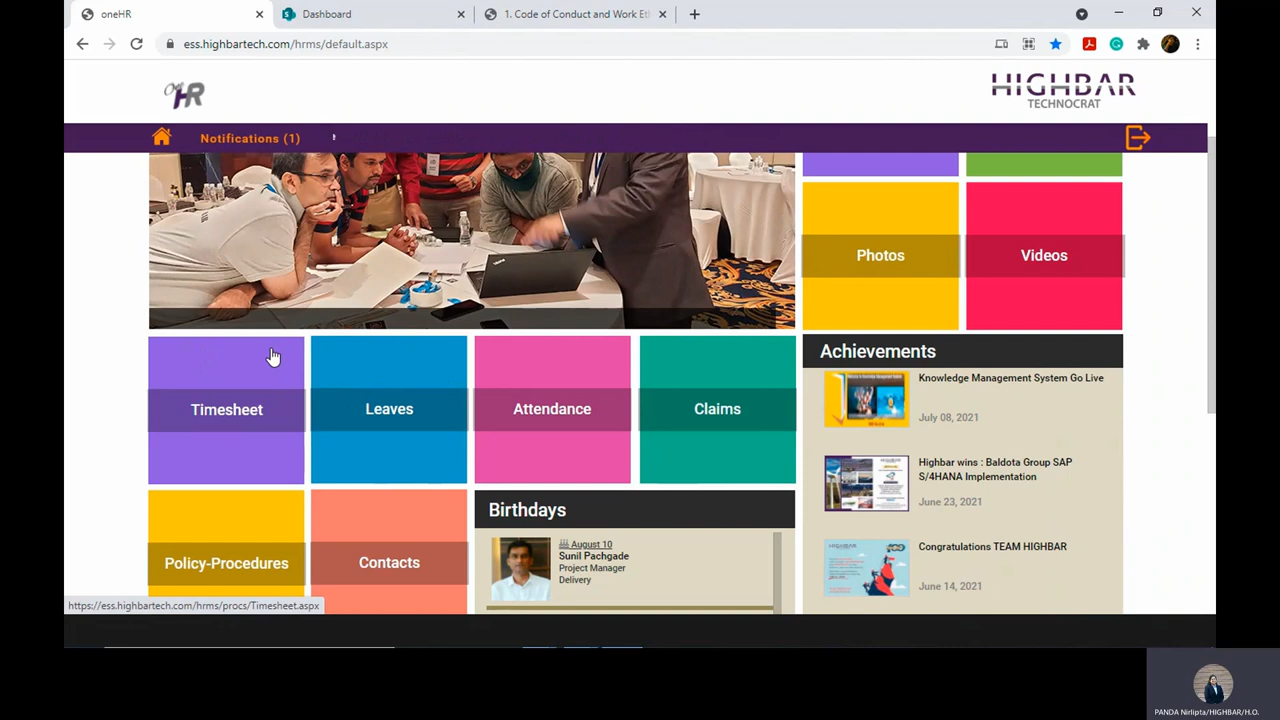 oneHR
Dashboard
1. Code of Conduct and Work Et
ess.highbartech.com/hrms/default.aspx
One HR
HIGHBAR
TECHNOCRAT
Notifications (1)
Photos
Videos
Timesheet
Leaves
Attendance
Claims
Achievements
Knowledge Management System Go Live
July 08, 2021
Highbar wins : Baldota Group SAP
S/4HANA Implementation
June 23, 2021
Congratulations TEAM HIGHBAR
June 14, 2021
Policy-Procedures
Contacts
Birthdays
August 10
Sunil Pachgade
Project Manager
Delivery
https://ess.highbartech.com/hrms/procs/Timesheet.aspx
PANDA Nirlipta/HIGHBAR/H.O.